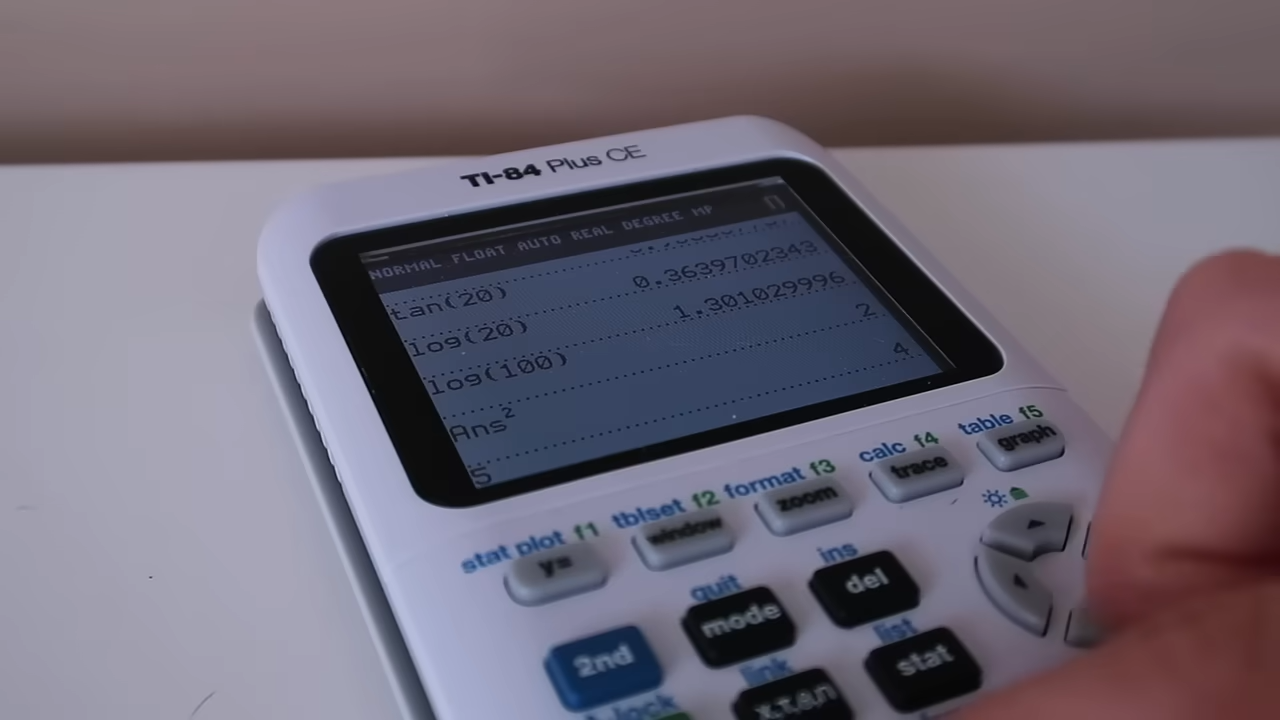 TI-84 Plus CE
NORMAL FLOAT AUTO REAL DEGREE MP
tan(20)
0.3639702343
log(20)
1.301029996
log(100)
2
Ans²
4
5
stat plot f1 tblset f2 format f3 calc f4 table f5
y= window zoom trace graph
quit ins
2nd mode del
link list
x,T,θ,n stat